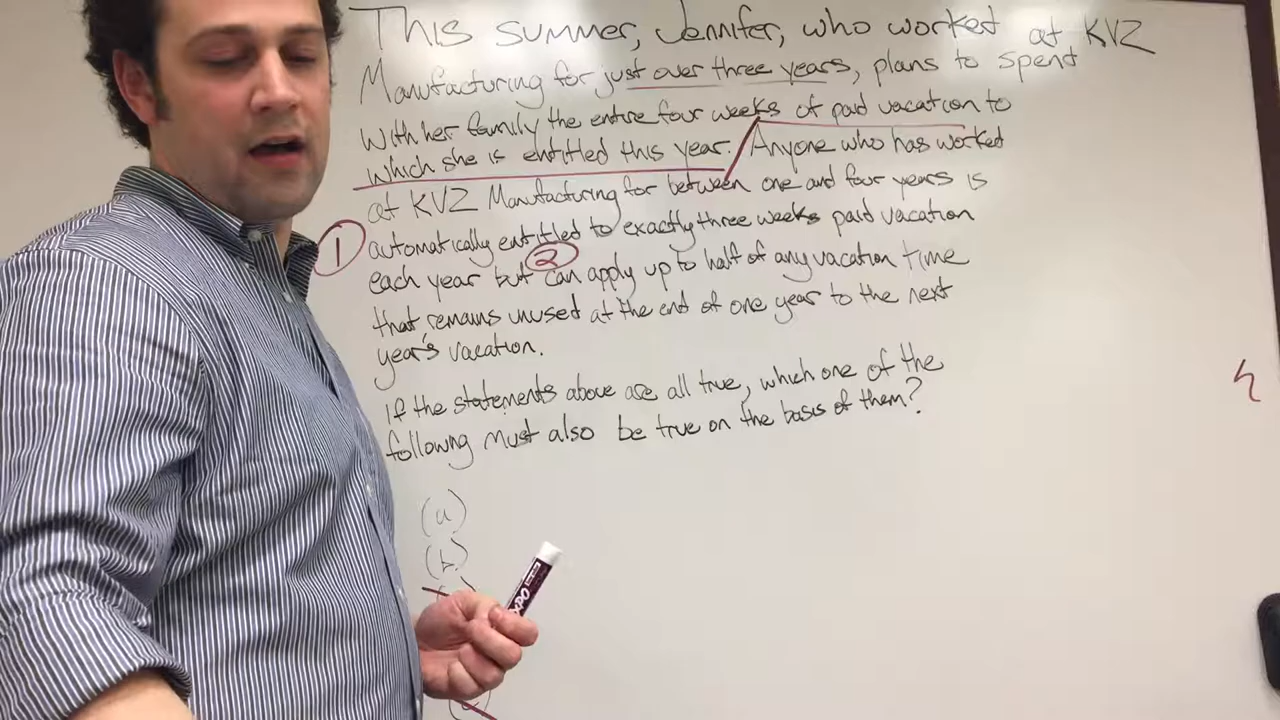 This summer, Jennifer, who worked at KVZ
Manufacturing for just over three years, plans to spend
with her family the entire four weeks of paid vacation to
which she is entitled this year. Anyone who has worked
at KVZ Manufacturing for between one and four years is
① automatically entitled to exactly three weeks paid vacation
each year but ② can apply up to half of any vacation time
that remains unused at the end of one year to the next
year's vacation.
If the statements above are all true, which one of the
following must also be true on the basis of them?
(a)
(b)
EXPO